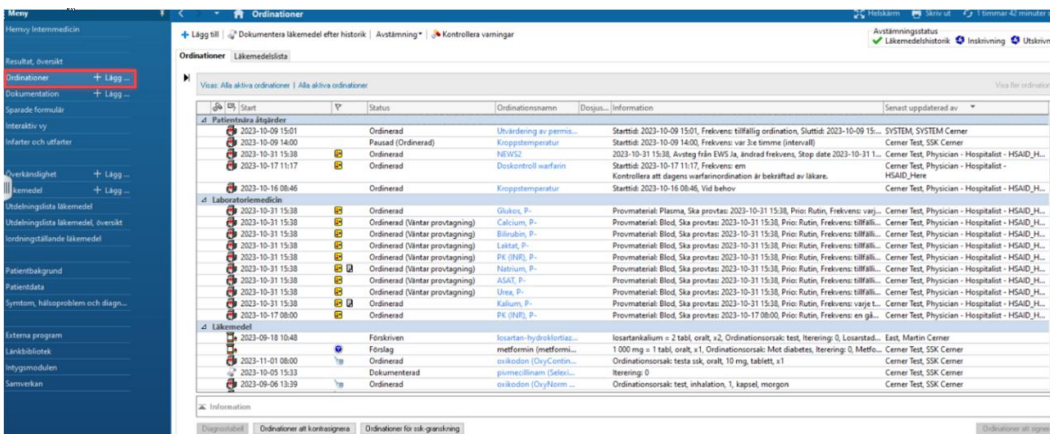 Meny
Ordinationer
Helskärm Skriv ut 1 timmar 42 minuter s
Hemvy Internmedicin
Resultat, översikt
Ordinationer + Lägg ...
Dokumentation + Lägg ...
Sparade formulär
Interaktiv vy
Infarter och utfarter
Överkänslighet + Lägg ...
kemedel + Lägg ...
Utdelningslista läkemedel
Utdelningslista läkemedel, översikt
Iordningställande läkemedel
Patientbakgrund
Patientdata
Symtom, hälsoproblem och diagn...
Externa program
Länkbibliotek
Intygsmodulen
Samverkan
+ Lägg till Dokumentera läkemedel efter historik Avstämning Kontrollera varningar
Avstämningsstatus
Läkemedelshistorik Inskrivning Utskrivn
Ordinationer Läkemedelslista
Visas: Alla aktiva ordinationer Alla aktiva ordinationer
Visa fler ordination
Start Status Ordinationsnamn Dosjus... Information Senast uppdaterad av
Patientnära åtgärder
2023-10-09 15:01 Ordinerad Utvärdering av permis... Starttid: 2023-10-09 15:01, Frekvens: tillfällig ordination, Sluttid: 2023-10-09 15:... SYSTEM, SYSTEM Cerner
2023-10-09 14:00 Pausad (Ordinerad) Kroppstemperatur Starttid: 2023-10-09 14:00, Frekvens: var 3:e timme (intervall) Cerner Test, SSK Cerner
2023-10-31 15:38 Ordinerad NEWS2 2023-10-31 15:38, Avsteg från EWS Ja, ändrad frekvens, Stop date 2023-10-31 1... Cerner Test, Physician - Hospitalist - HSAID_H...
2023-10-17 11:17 Ordinerad Doskontroll warfarin Starttid: 2023-10-17 11:17, Frekvens: em Cerner Test, Physician - Hospitalist -
Kontrollera att dagens warfarinordination är bekräftad av läkare. HSAID_Here
2023-10-16 08:46 Ordinerad Kroppstemperatur Starttid: 2023-10-16 08:46, Vid behov Cerner Test, Physician - Hospitalist - HSAID_H...
Laboratoriemedicin
2023-10-31 15:38 Ordinerad Glukos, P- Provmaterial: Plasma, Ska provtas: 2023-10-31 15:38, Prio: Rutin, Frekvens: varj... Cerner Test, Physician - Hospitalist - HSAID_H...
2023-10-31 15:38 Ordinerad (Väntar provtagning) Calcium, P- Provmaterial: Blod, Ska provtas: 2023-10-31 15:38, Prio: Rutin, Frekvens: tillfälli... Cerner Test, Physician - Hospitalist - HSAID_H...
2023-10-31 15:38 Ordinerad (Väntar provtagning) Bilirubin, P- Provmaterial: Blod, Ska provtas: 2023-10-31 15:38, Prio: Rutin, Frekvens: tillfälli... Cerner Test, Physician - Hospitalist - HSAID_H...
2023-10-31 15:38 Ordinerad (Väntar provtagning) Laktat, P- Provmaterial: Blod, Ska provtas: 2023-10-31 15:38, Prio: Rutin, Frekvens: tillfälli... Cerner Test, Physician - Hospitalist - HSAID_H...
2023-10-31 15:38 Ordinerad (Väntar provtagning) PK (INR), P- Provmaterial: Blod, Ska provtas: 2023-10-31 15:38, Prio: Rutin, Frekvens: tillfälli... Cerner Test, Physician - Hospitalist - HSAID_H...
2023-10-31 15:38 Ordinerad (Väntar provtagning) Natrium, P- Provmaterial: Blod, Ska provtas: 2023-10-31 15:38, Prio: Rutin, Frekvens: tillfälli... Cerner Test, Physician - Hospitalist - HSAID_H...
2023-10-31 15:38 Ordinerad (Väntar provtagning) ASAT, P- Provmaterial: Blod, Ska provtas: 2023-10-31 15:38, Prio: Rutin, Frekvens: tillfälli... Cerner Test, Physician - Hospitalist - HSAID_H...
2023-10-31 15:38 Ordinerad (Väntar provtagning) Urea, P- Provmaterial: Blod, Ska provtas: 2023-10-31 15:38, Prio: Rutin, Frekvens: tillfälli... Cerner Test, Physician - Hospitalist - HSAID_H...
2023-10-31 15:38 Ordinerad Kalium, P- Provmaterial: Blod, Ska provtas: 2023-10-31 15:38, Prio: Rutin, Frekvens: varje t... Cerner Test, Physician - Hospitalist - HSAID_H...
2023-10-17 08:00 Ordinerad PK (INR), P- Provmaterial: Blod, Ska provtas: 2023-10-17 08:00, Prio: Rutin, Frekvens: en gå... Cerner Test, Physician - Hospitalist - HSAID_H...
Läkemedel
2023-09-18 10:48 Förskriven losartan-hydroklortias... losartankalium = 2 tabl, oralt, x2, Ordinationsorsak: test, Iterering: 0, Losarstad... East, Martin Cerner
Förslag metformin (metformi... 1 000 mg = 1 tabl, oralt, x1, Ordinationsorsak: Mot diabetes, Iterering: 0, Metfo... Cerner Test, SSK Cerner
2023-11-01 08:00 Ordinerad oxikodon (OxyContin... Ordinationsorsak: testa ssk, oralt, 10 mg, tablett, x1 Cerner Test, SSK Cerner
2023-10-05 15:33 Dokumenterad pivmecillinam (Selexi... Iterering: 0 Cerner Test, SSK Cerner
2023-09-06 13:39 Ordinerad oxikodon (OxyNorm ... Ordinationsorsak: test, inhalation, 1, kapsel, morgon Cerner Test, SSK Cerner
Information
Diagnostabell Ordinationer att kontrasignera Ordinationer för ssk-granskning Ordinationer att signer